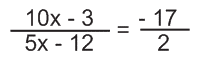 10x - 3 / 5x - 12 = - 17 / 2